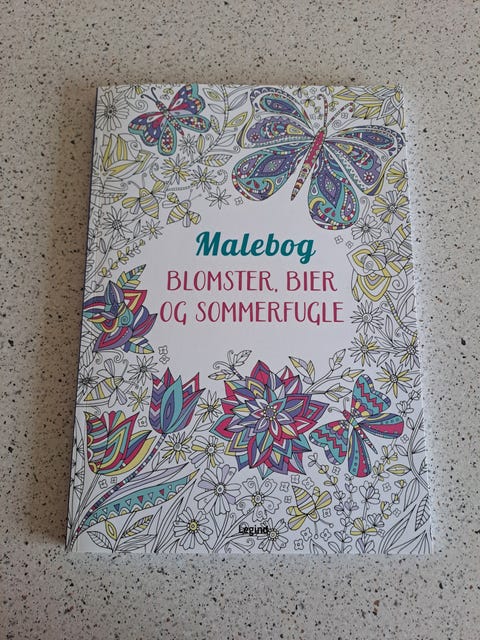 Malebog
BLOMSTER, BIER
OG SOMMERFUGLE
Legind